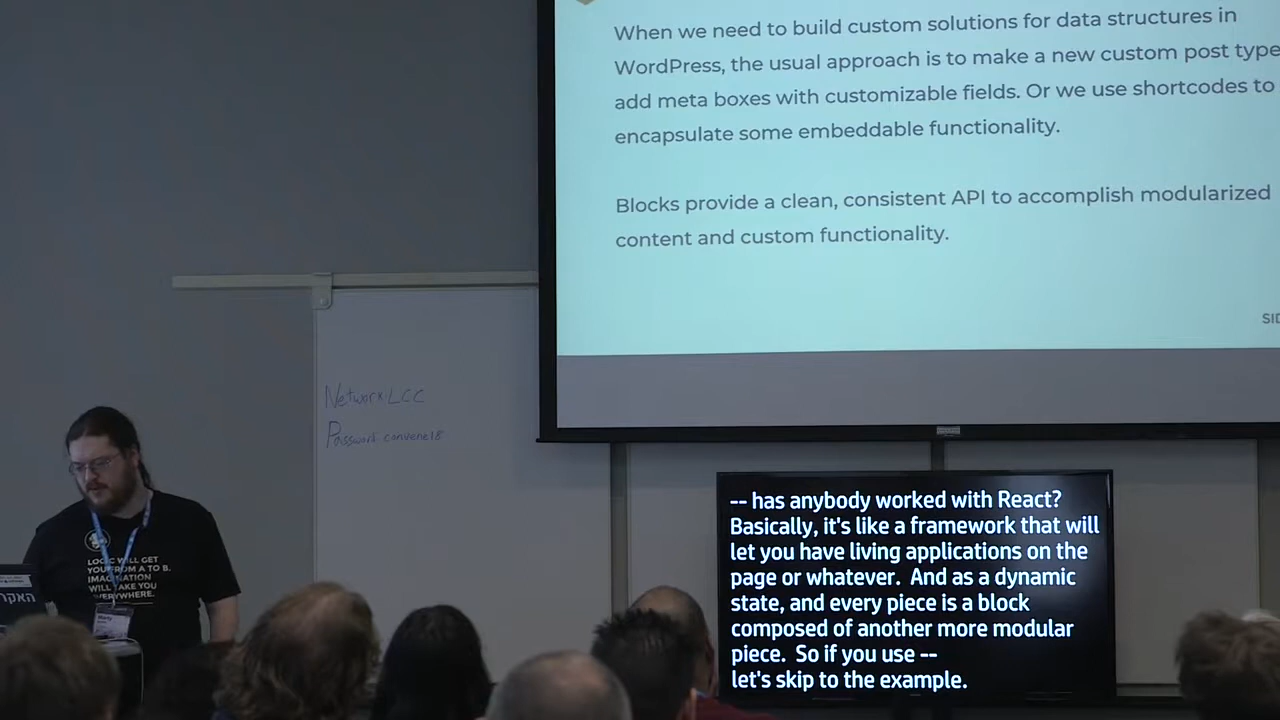 When we need to build custom solutions for data structures in
WordPress, the usual approach is to make a new custom post type
add meta boxes with customizable fields. Or we use shortcodes to
encapsulate some embeddable functionality.
Blocks provide a clean, consistent API to accomplish modularized
content and custom functionality.
Network: LCC
Password: convene18
LOGIC WILL GET
YOU FROM A TO B.
IMAGINATION
WILL TAKE YOU
EVERYWHERE.
האקר
-- has anybody worked with React?
Basically, it's like a framework that will
let you have living applications on the
page or whatever. And as a dynamic
state, and every piece is a block
composed of another more modular
piece. So if you use --
let's skip to the example.